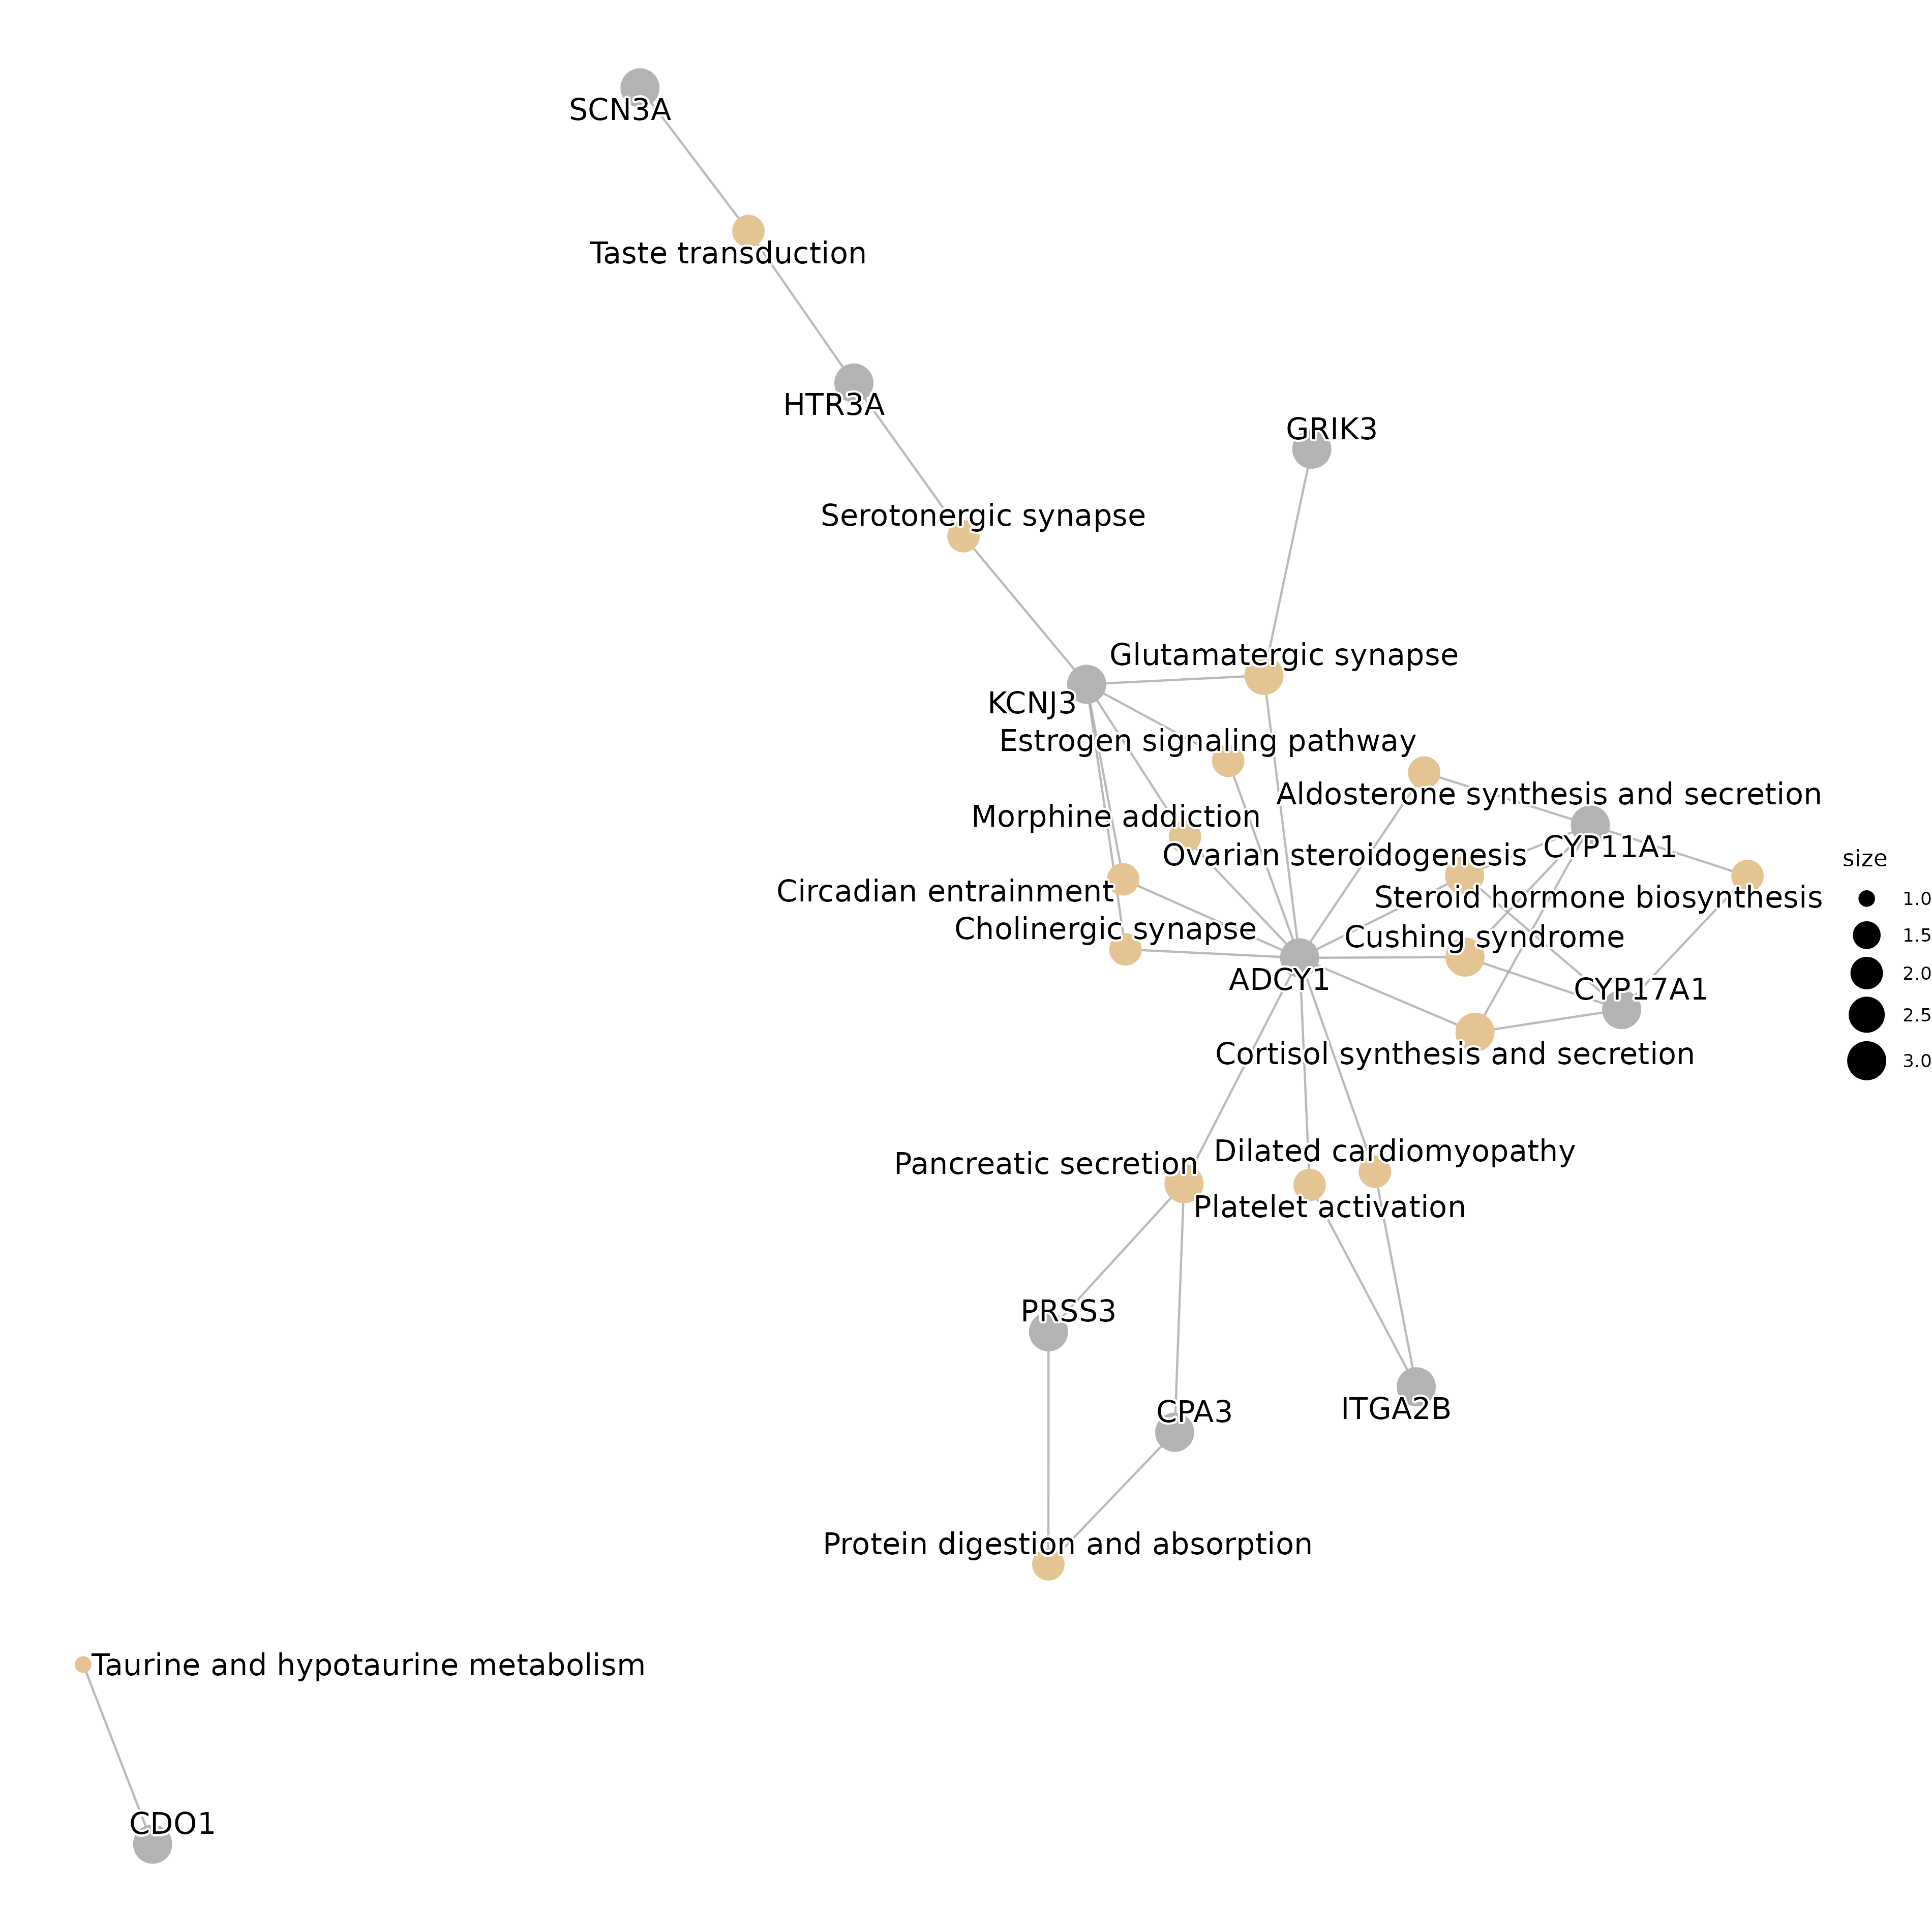 SCN3A
Taste transduction
HTR3A
GRIK3
Serotonergic synapse
Glutamatergic synapse
KCNJ3
Estrogen signaling pathway
Aldosterone synthesis and secretion
Morphine addiction
CYP11A1
Ovarian steroidogenesis
size
Circadian entrainment
Steroid hormone biosynthesis
1.0
Cholinergic synapse
Cushing syndrome
1.5
2.0
ADCY1
CYP17A1
2.5
Cortisol synthesis and secretion
3.0
Dilated cardiomyopathy
Pancreatic secretion
Platelet activation
PRSS3
CPA3
ITGA2B
Protein digestion and absorption
Taurine and hypotaurine metabolism
CDO1